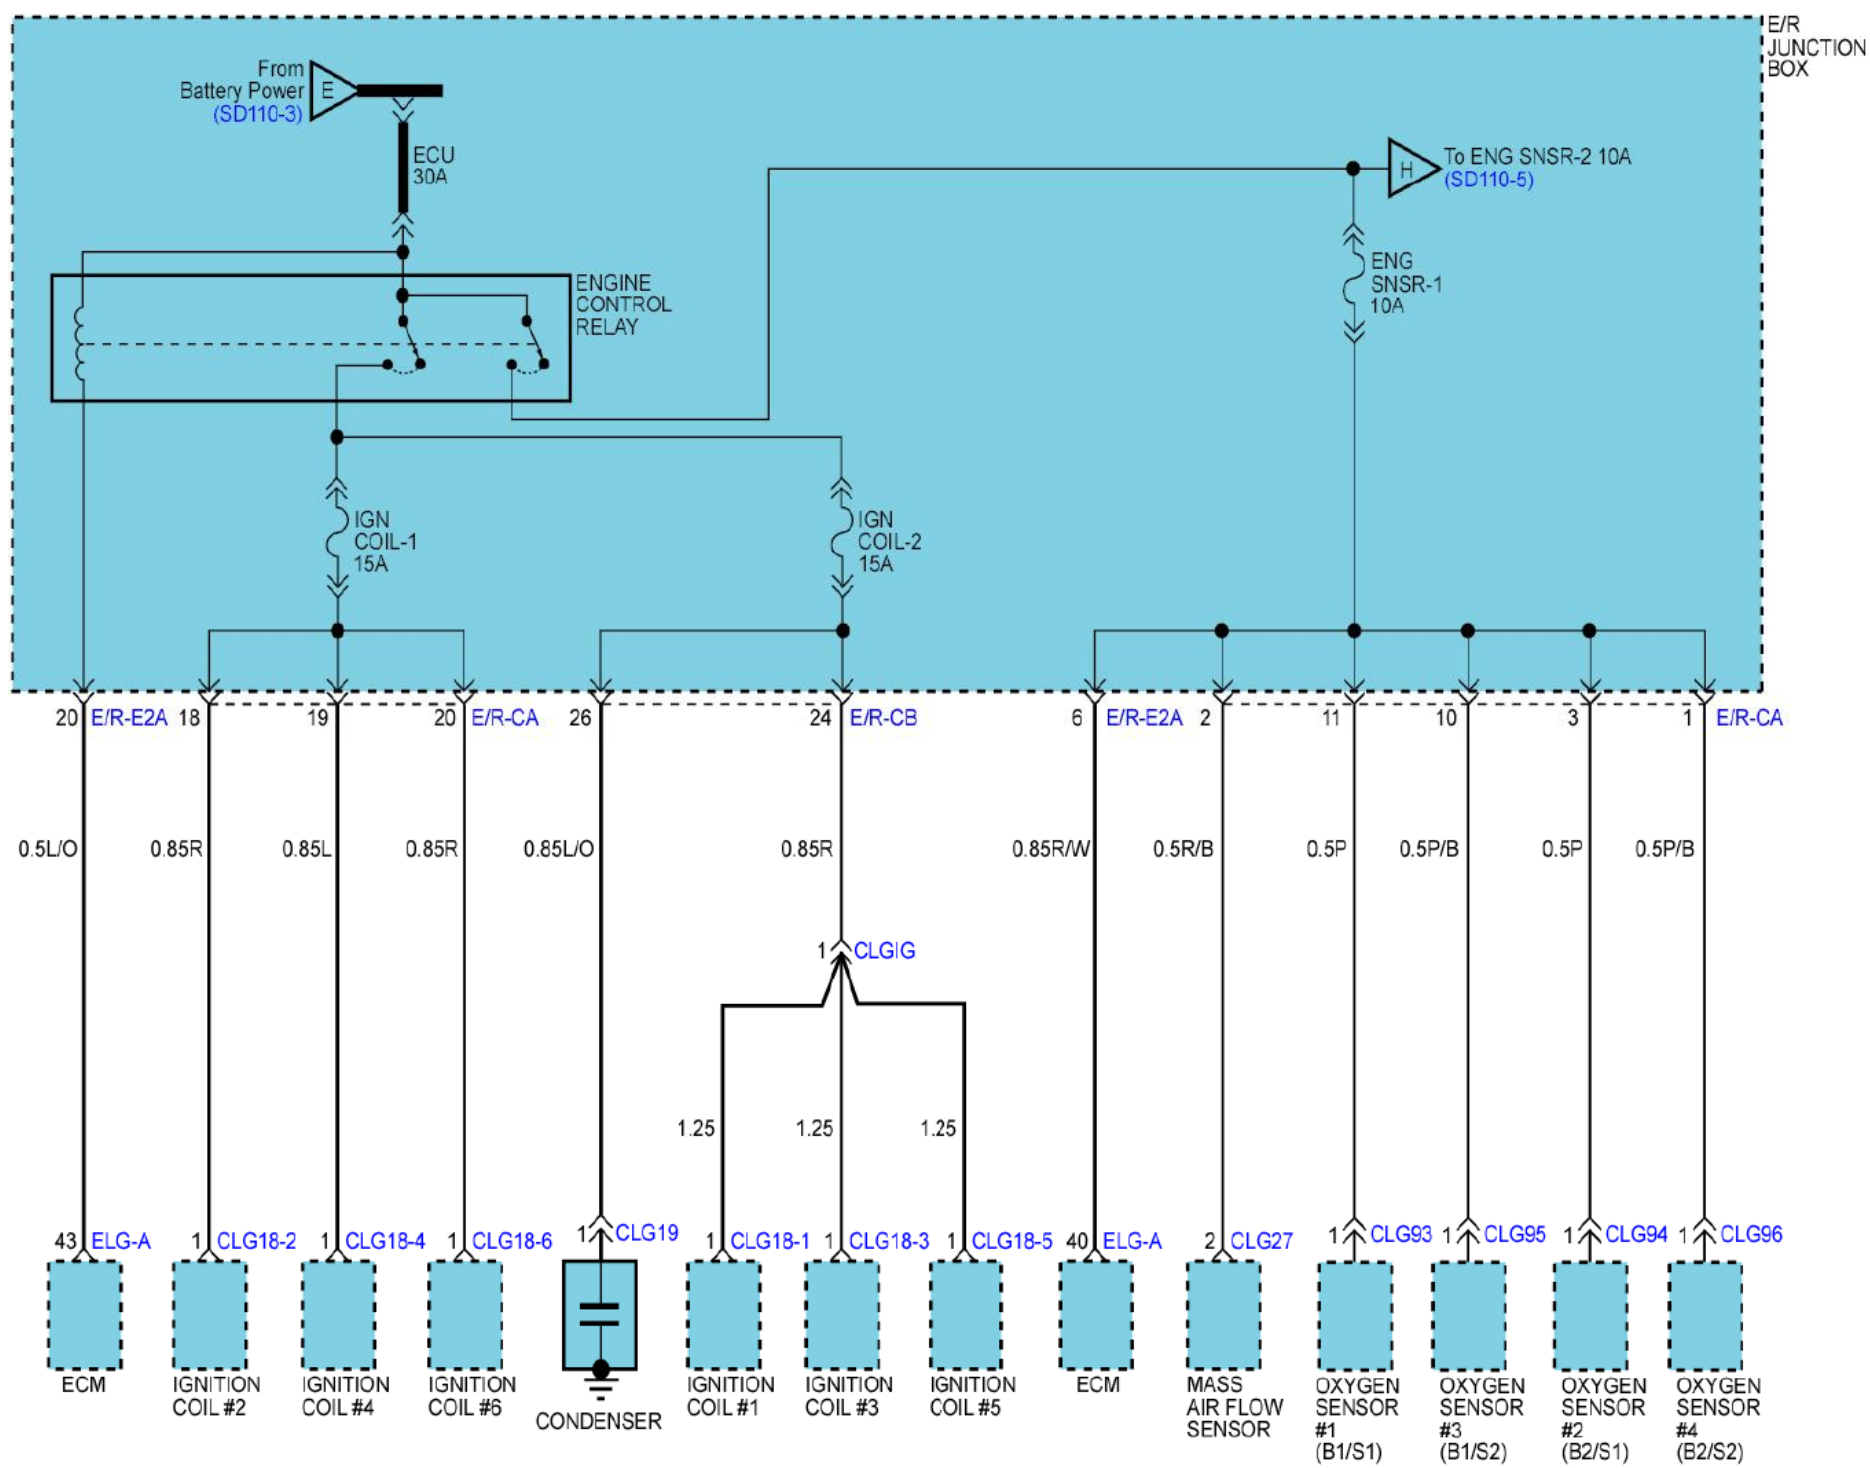 E/R
JUNCTION
BOX
From
Battery Power
(SD110-3)
E
ECU
30A
H
To ENG SNSR-2 10A
(SD110-5)
ENG
SNSR-1
10A
ENGINE
CONTROL
RELAY
IGN
COIL-1
15A
IGN
COIL-2
15A
20 E/R-E2A 18 19 20 E/R-CA 26 24 E/R-CB 6 E/R-E2A 2 11 10 3 1 E/R-CA
0.5L/O 0.85R 0.85L 0.85R 0.85L/O 0.85R 0.85R/W 0.5R/B 0.5P 0.5P/B 0.5P 0.5P/B
1 CLGIG
1.25 1.25 1.25
43 ELG-A 1 CLG18-2 1 CLG18-4 1 CLG18-6 1 CLG19 1 CLG18-1 1 CLG18-3 1 CLG18-5 40 ELG-A 2 CLG27 1 CLG93 1 CLG95 1 CLG94 1 CLG96
ECM
IGNITION
COIL #2
IGNITION
COIL #4
IGNITION
COIL #6
CONDENSER
IGNITION
COIL #1
IGNITION
COIL #3
IGNITION
COIL #5
ECM
MASS
AIR FLOW
SENSOR
OXYGEN
SENSOR
#1
(B1/S1)
OXYGEN
SENSOR
#3
(B1/S2)
OXYGEN
SENSOR
#2
(B2/S1)
OXYGEN
SENSOR
#4
(B2/S2)